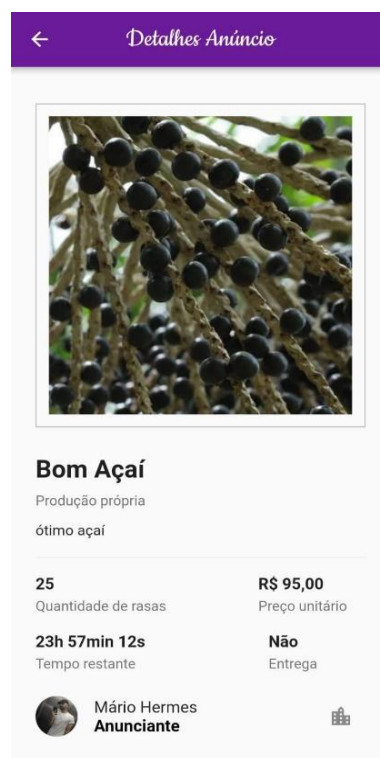 Detalhes Anúncio
Bom Açaí
Produção própria
ótimo açaí
25
R$ 95,00
Quantidade de rasas
Preço unitário
23h 57min 12s
Não
Tempo restante
Entrega
Mário Hermes
Anunciante